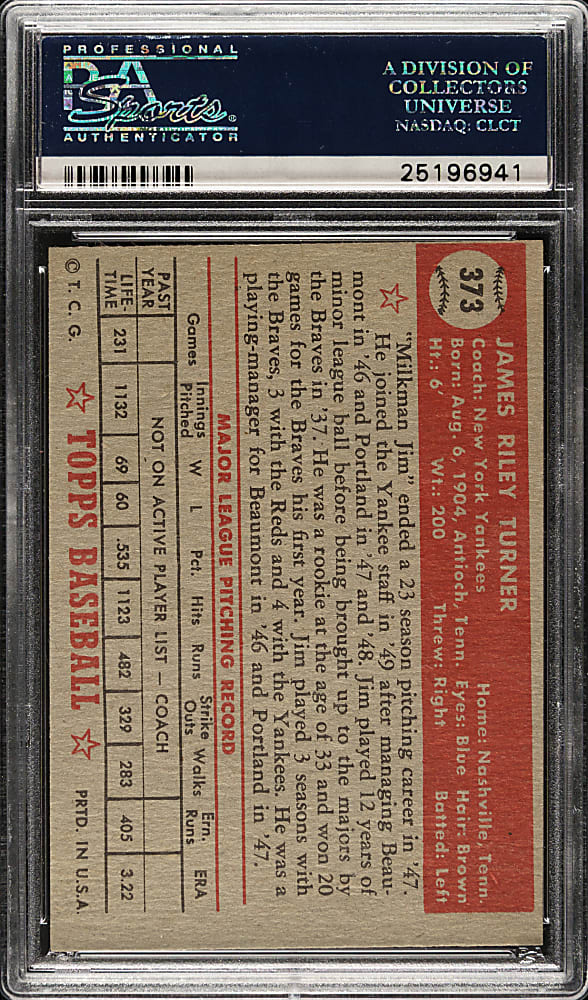 PROFESSIONAL
PSA
Sports®
AUTHENTICATOR
A DIVISION OF
COLLECTORS
UNIVERSE
NASDAQ: CLCT
25196941
373
JAMES RILEY TURNER
Coach: New York Yankees Home: Nashville, Tenn.
Born: Aug. 6, 1904, Antioch, Tenn. Eyes: Blue Hair: Brown
Ht.: 6' Wt.: 200 Threw: Right Batted: Left
"Milkman Jim" ended a 23 season pitching career in '47.
He joined the Yankee staff in '49 after managing Beau-
mont in '46 and Portland in '47 and '48. Jim played 12 years of
minor league ball before being brought up to the majors by
the Braves in '37. He was a rookie at the age of 33 and won 20
games for the Braves his first year. Jim played 3 seasons with
the Braves, 3 with the Reds and 4 with the Yankees. He was a
playing-manager for Beaumont in '46 and Portland in '47.
MAJOR LEAGUE PITCHING RECORD
Games Innings Pitched W L Pct. Hits Runs Strike Outs Walks Ern. Runs ERA
PAST YEAR NOT ON ACTIVE PLAYER LIST — COACH
LIFE-TIME 231 1132 69 60 .535 1123 482 329 283 405 3.22
© T. C. G. TOPPS BASEBALL PRTD. IN U.S.A.